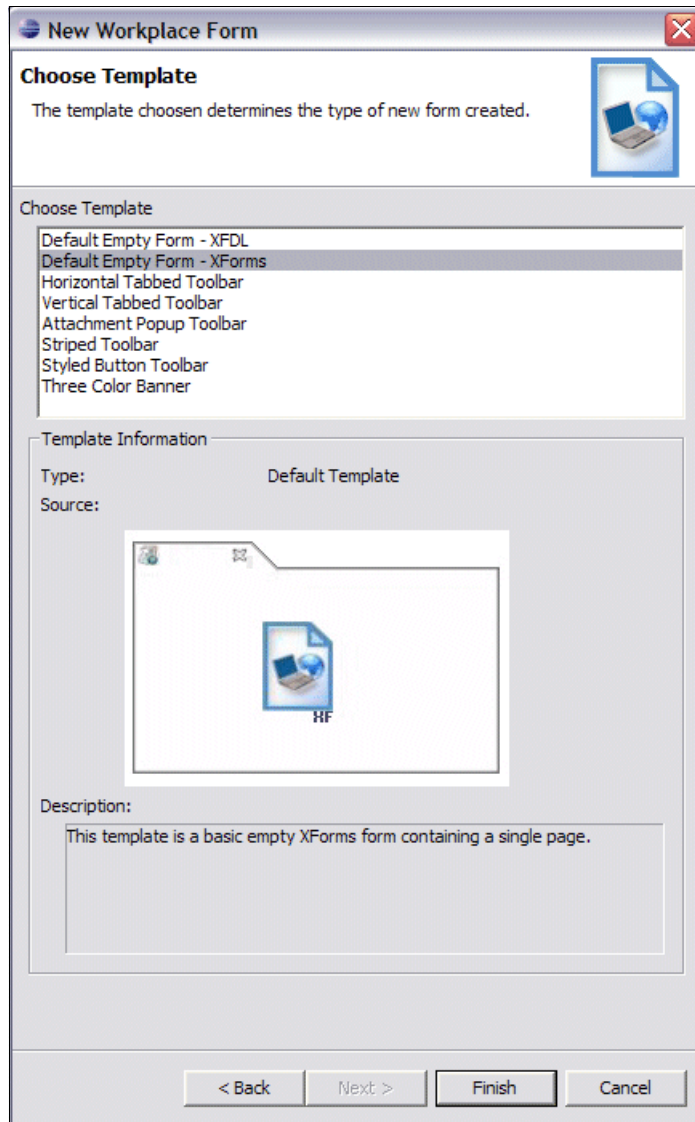 New Workplace Form
Choose Template
The template choosen determines the type of new form created.
Choose Template
Default Empty Form - XFDL
Default Empty Form - XForms
Horizontal Tabbed Toolbar
Vertical Tabbed Toolbar
Attachment Popup Toolbar
Striped Toolbar
Styled Button Toolbar
Three Color Banner
Template Information
Type: Default Template
Source:
XF
Description:
This template is a basic empty XForms form containing a single page.
< Back Next > Finish Cancel